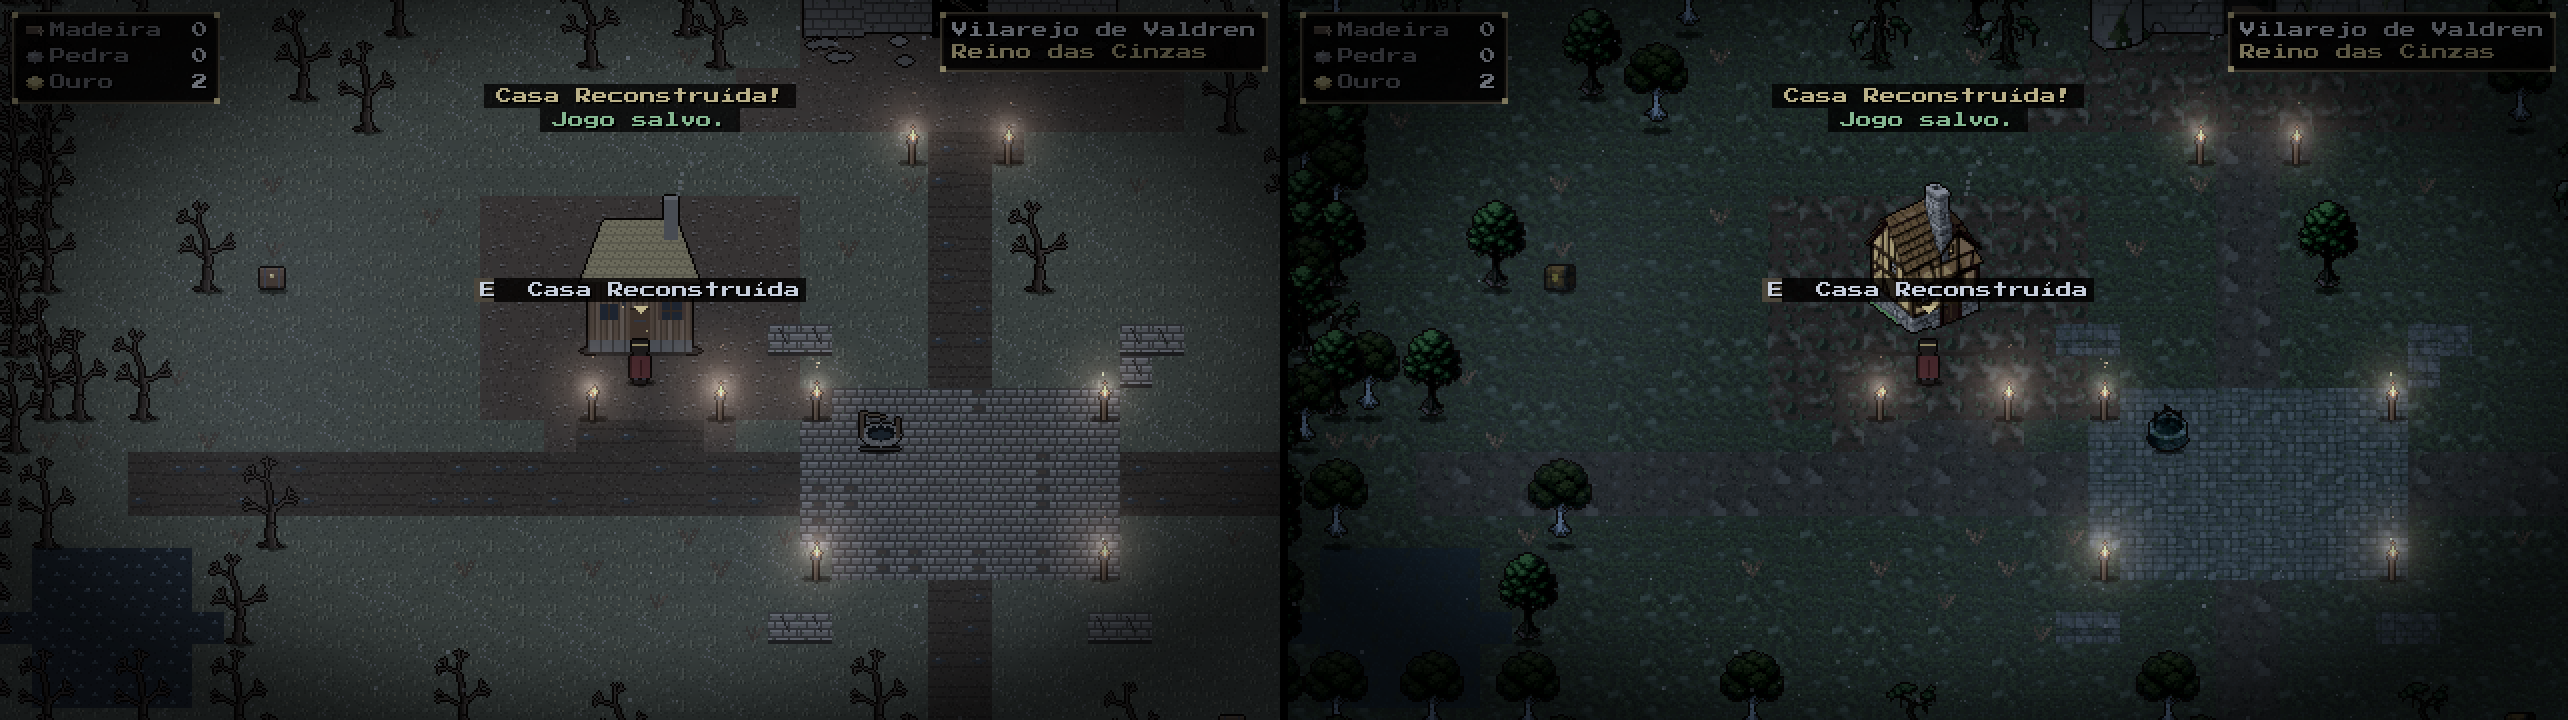 Madeira 0
Pedra 0
Ouro 2
Vilarejo de Valdren
Reino das Cinzas
Casa Reconstruída!
Jogo salvo.
E Casa Reconstruída
Madeira 0
Pedra 0
Ouro 2
Vilarejo de Valdren
Reino das Cinzas
Casa Reconstruída!
Jogo salvo.
E Casa Reconstruída